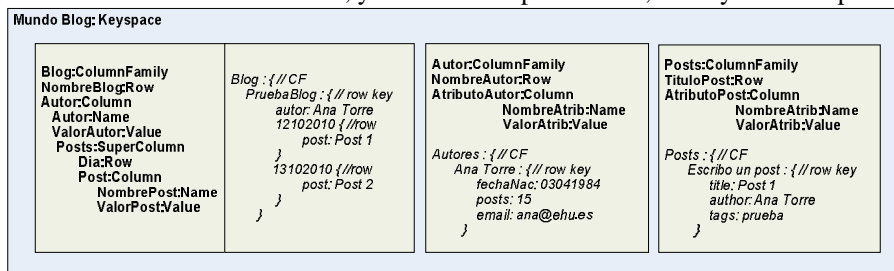 Mundo Blog: Keyspace
Blog:ColumnFamily
NombreBlog:Row
Autor:Column
Autor:Name
ValorAutor:Value
Posts:SuperColumn
Dia:Row
Post:Column
NombrePost:Name
ValorPost:Value
Blog : { // CF
PruebaBlog : { // row key
autor: Ana Torre
12102010 { //row
post: Post 1
}
13102010 { //row
post: Post 2
}
}
Autor:ColumnFamily
NombreAutor:Row
AtributoAutor:Column
NombreAtrib:Name
ValorAtrib:Value
Autores : { // CF
Ana Torre : { // row key
fechaNac: 03041984
posts: 15
email: ana@ehu.es
}
Posts:ColumnFamily
TituloPost:Row
AtributoPost:Column
NombreAtrib:Name
ValorAtrib:Value
Posts : { // CF
Escribo un post : { // row key
title: Post 1
author: Ana Torre
tags: prueba
}